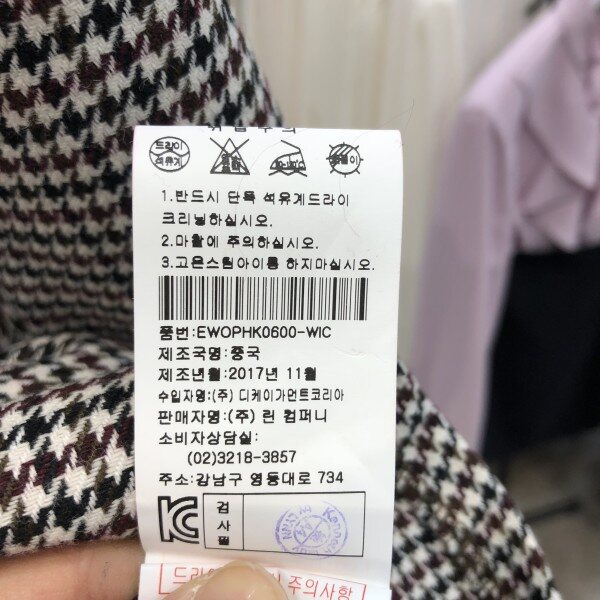 취급주의
드라이
석유계
1.반드시 단독 석유계드라이
크리닝하십시오.
2.마찰에 주의하십시오.
3.고온스팀아이롱 하지마십시오.
품번:EWOPHK0600-WIC
제조국명:중국
제조년월:2017년 11월
수입자명:(주) 디케이가먼트코리아
판매자명:(주) 린 컴퍼니
소비자상담실:
(02)3218-3857
주소:강남구 영동대로 734
검
사
필
주의사항